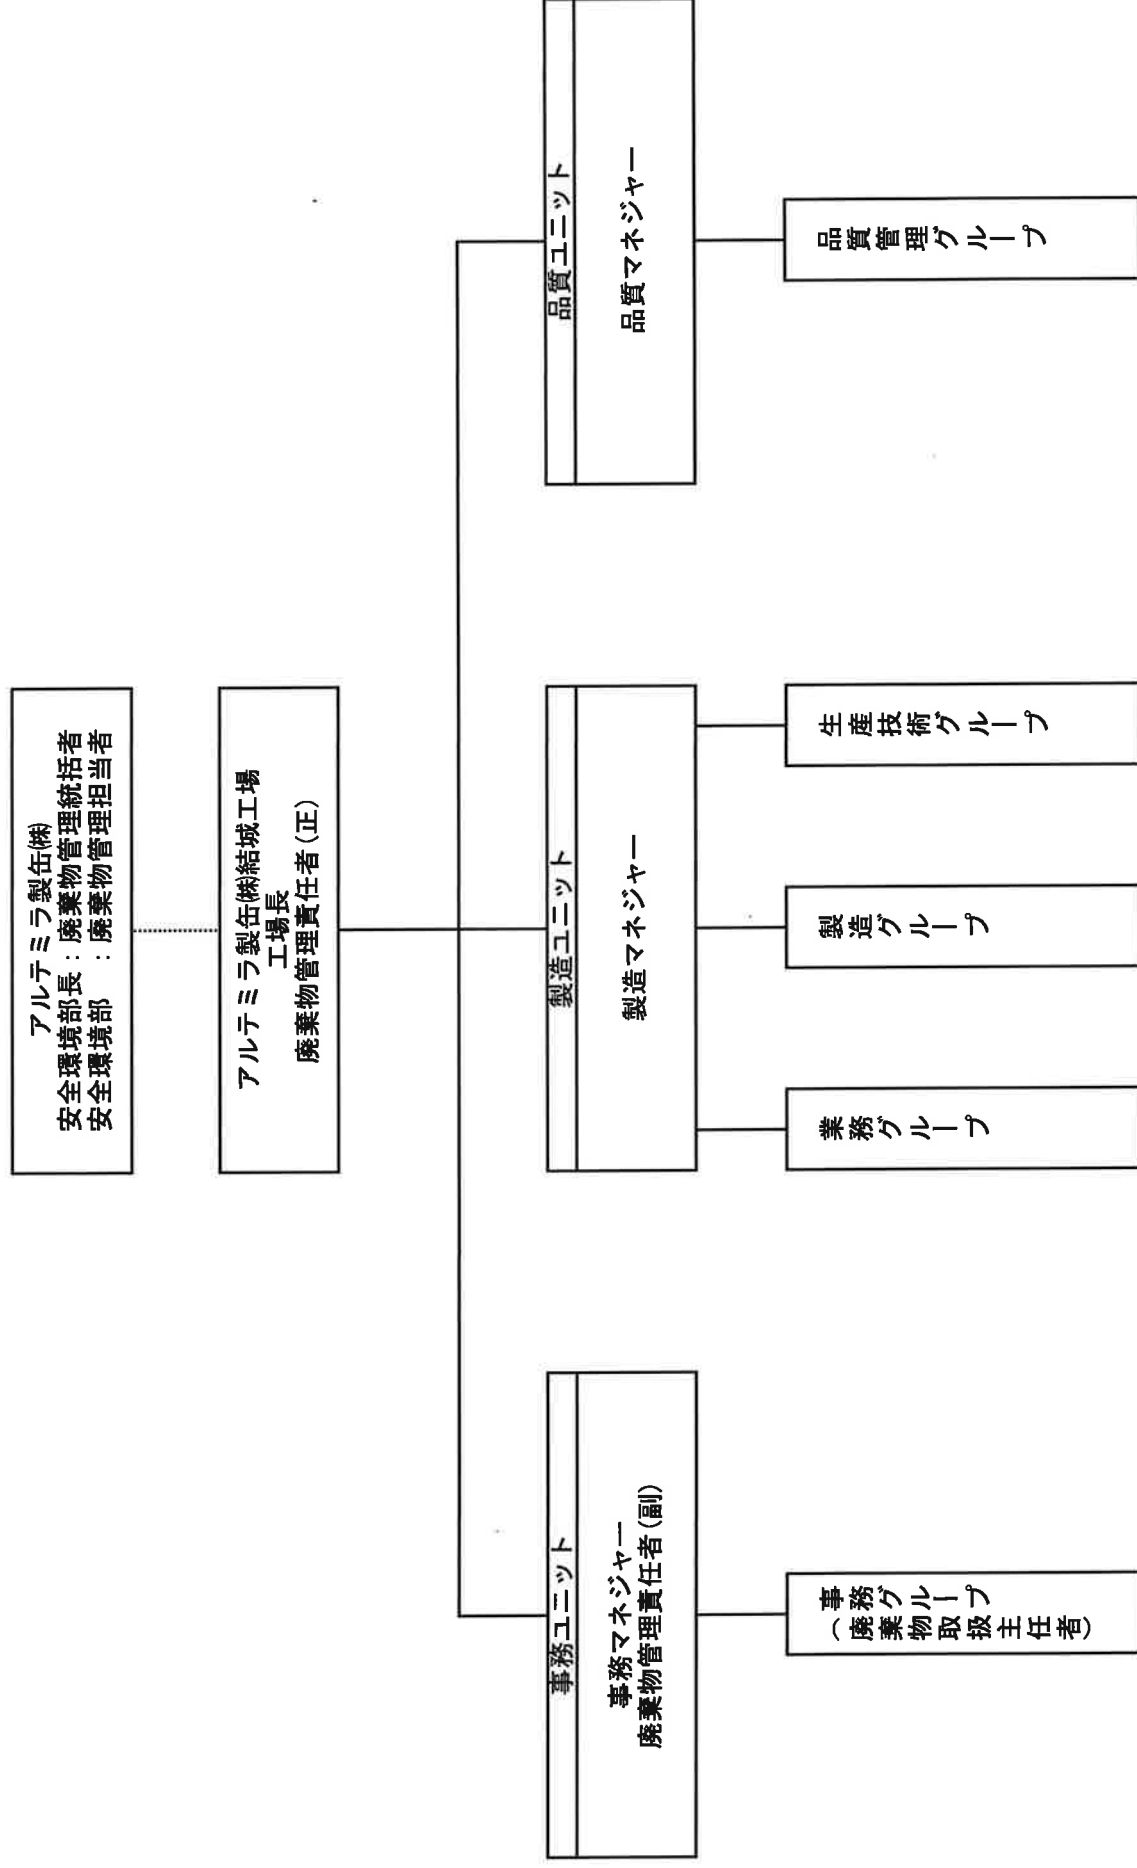 アルテミラ製缶㈱
安全環境部長：廃棄物管理統括者
安全環境部　：廃棄物管理担当者
アルテミラ製缶㈱結城工場
工場長
廃棄物管理責任者(正)
事務ユニット
事務マネジャー
廃棄物管理責任者(副)
製造ユニット
製造マネジャー
品質ユニット
品質マネジャー
事務グループ
(廃棄物取扱主任者)
業務グループ
製造グループ
生産技術グループ
品質管理グループ